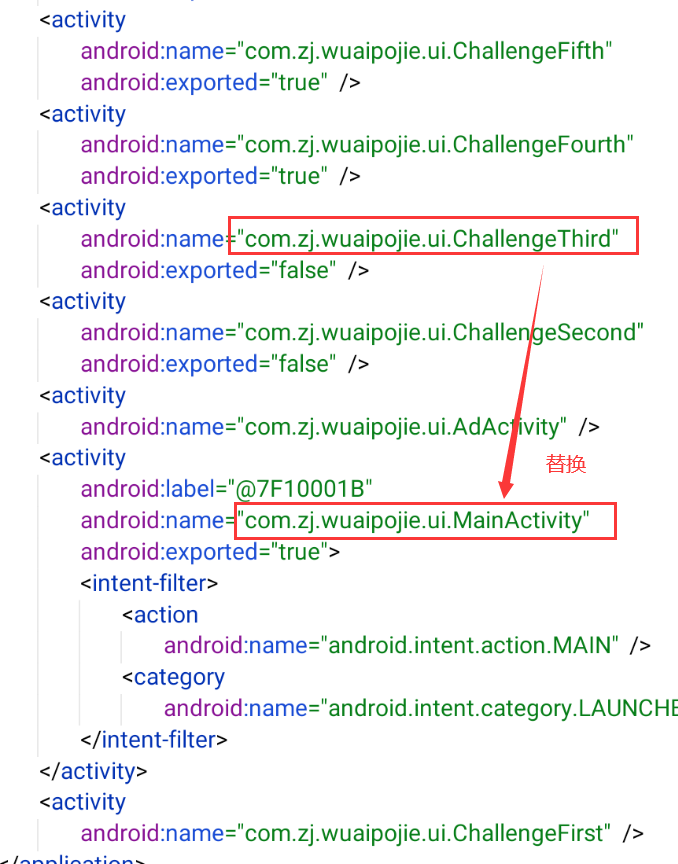 <activity
android:name="com.zj.wuaipojie.ui.ChallengeFifth"
android:exported="true" />
<activity
android:name="com.zj.wuaipojie.ui.ChallengeFourth"
android:exported="true" />
<activity
android:name="com.zj.wuaipojie.ui.ChallengeThird"
android:exported="false" />
<activity
android:name="com.zj.wuaipojie.ui.ChallengeSecond"
android:exported="false" />
<activity
android:name="com.zj.wuaipojie.ui.AdActivity" />
<activity
替换
android:label="@7F10001B"
android:name="com.zj.wuaipojie.ui.MainActivity"
android:exported="true">
<intent-filter>
<action
android:name="android.intent.action.MAIN" />
<category
android:name="android.intent.category.LAUNCHE
</intent-filter>
</activity>
<activity
android:name="com.zj.wuaipojie.ui.ChallengeFirst" />
</application>